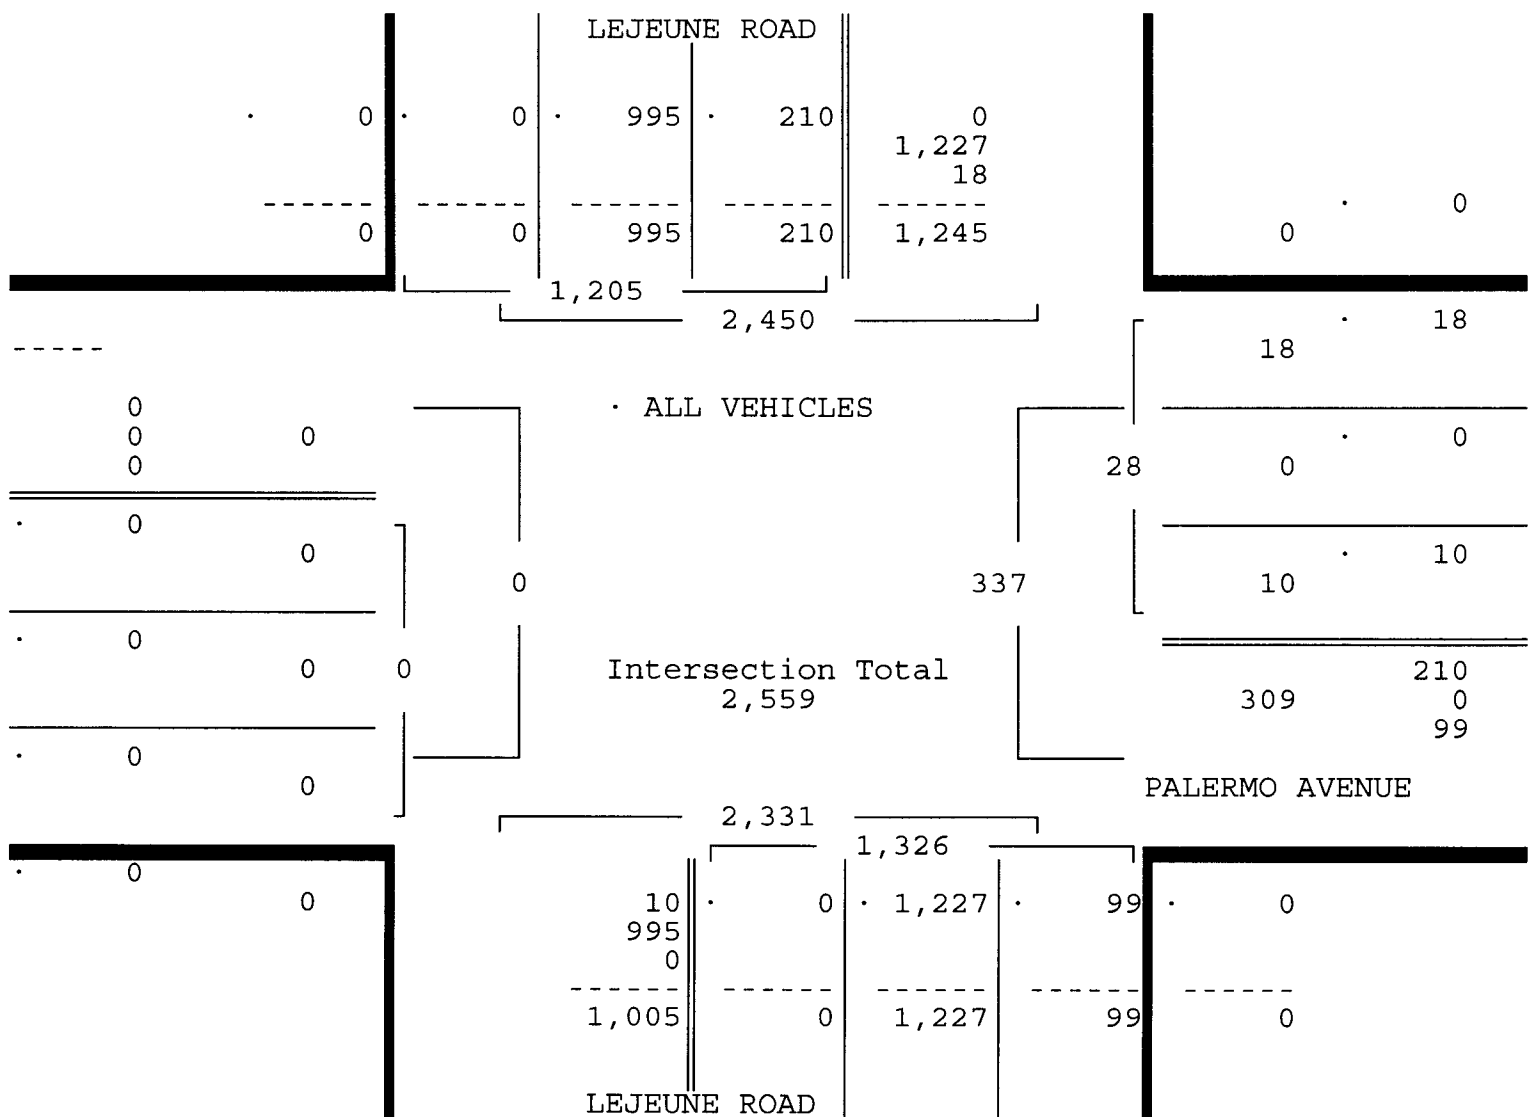 LEJEUNE ROAD
· 0 · 0 · 995 · 210 0
1,227
18
------ ------ ------ ------ ------ · 0
0 0 995 210 1,245 0
1,205
2,450 · 18
----- 18
0 · ALL VEHICLES
0 0 · 0
0 28 0
· 0
0 · 10
0 337 10
· 0
0 0 Intersection Total 210
2,559 309 0
99
· 0
0 PALERMO AVENUE
2,331
1,326
· 0
0 10 · 0 · 1,227 · 99 · 0
995
0
------ ------ ------ ------ ------
1,005 0 1,227 99 0
LEJEUNE ROAD